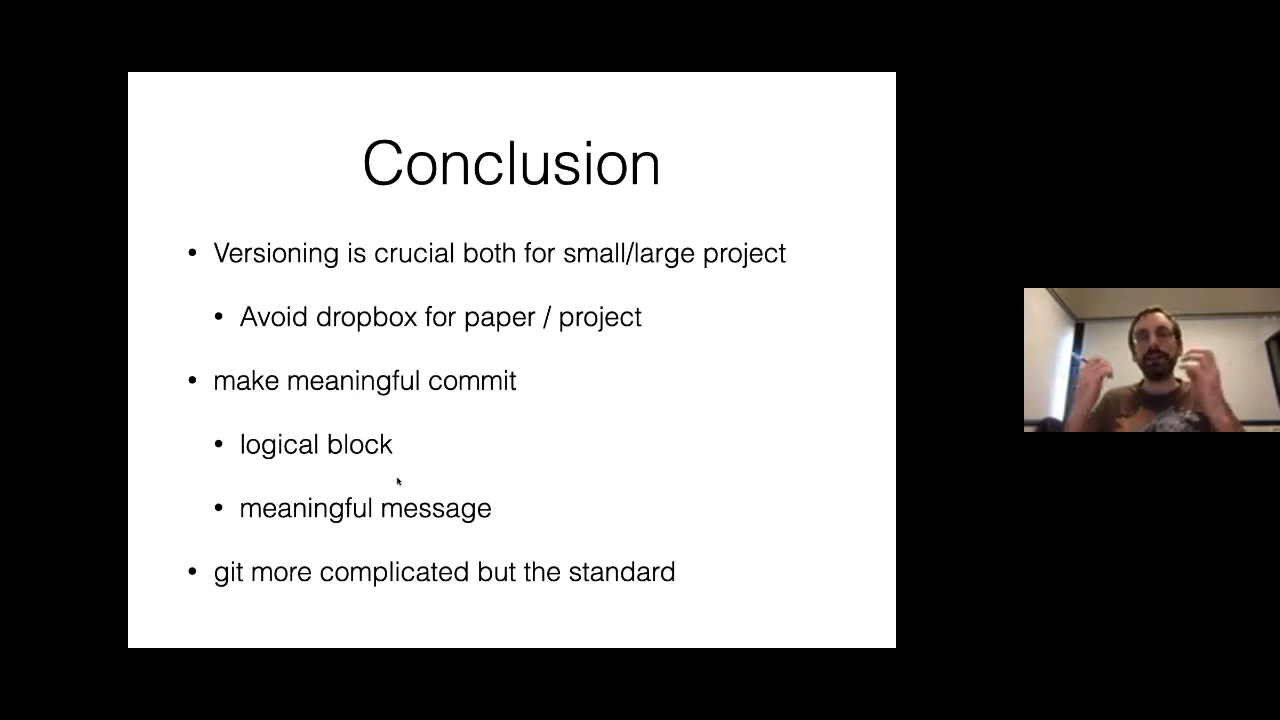 Conclusion
• Versioning is crucial both for small/large project
• Avoid dropbox for paper / project
• make meaningful commit
• logical block
• meaningful message
• git more complicated but the standard